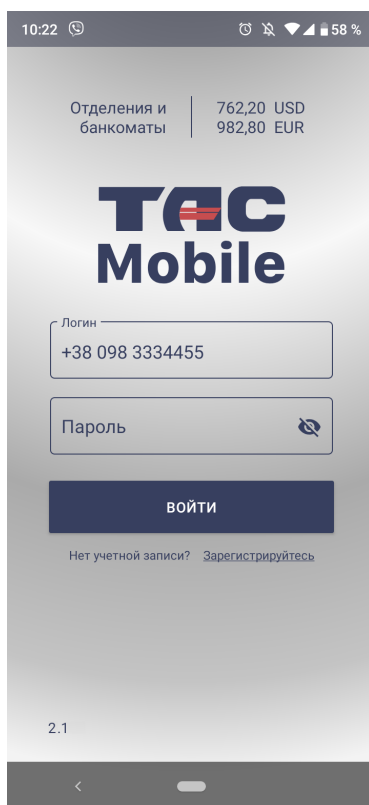 10:22 58 %
Отделения и 762,20 USD
банкоматы 982,80 EUR
ТАС
Mobile
Логин
+38 098 3334455
Пароль
ВОЙТИ
Нет учетной записи? Зарегистрируйтесь
2.1